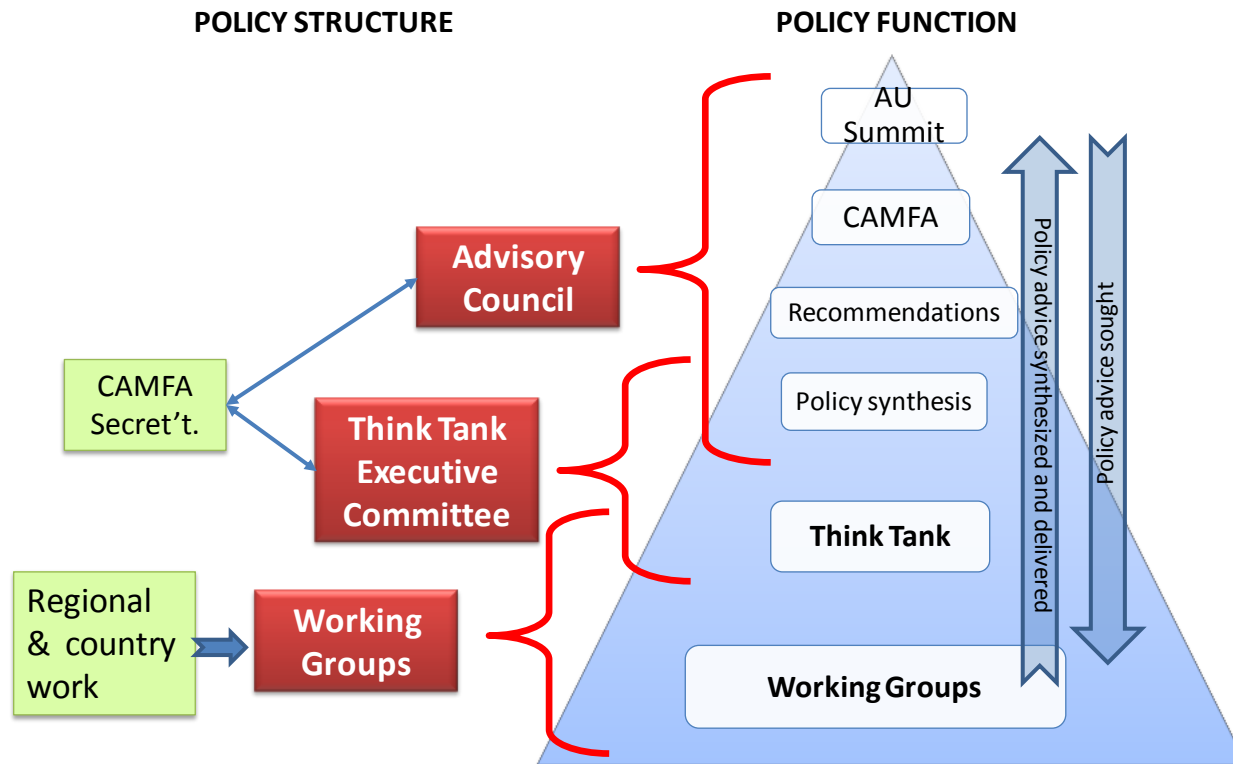 POLICY STRUCTURE
POLICY FUNCTION
AU
Summit
CAMFA
Advisory
Council
Recommendations
CAMFA
Secret’t.
Policy synthesis
Think Tank
Executive
Committee
Think Tank
Regional
& country
work
Working
Groups
Working Groups
Policy advice synthesized and delivered
Policy advice sought